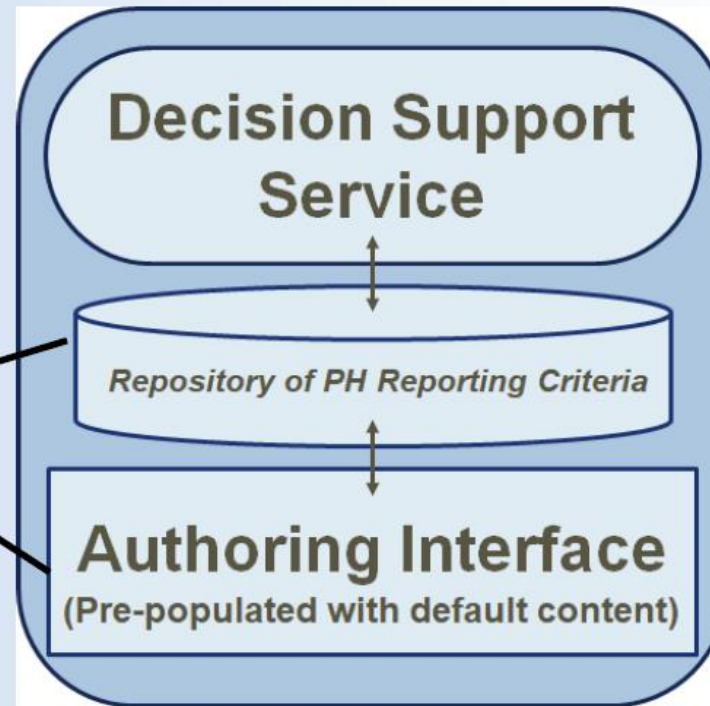 Decision Support
Service
Repository of PH Reporting Criteria
Authoring Interface
(Pre-populated with default content)